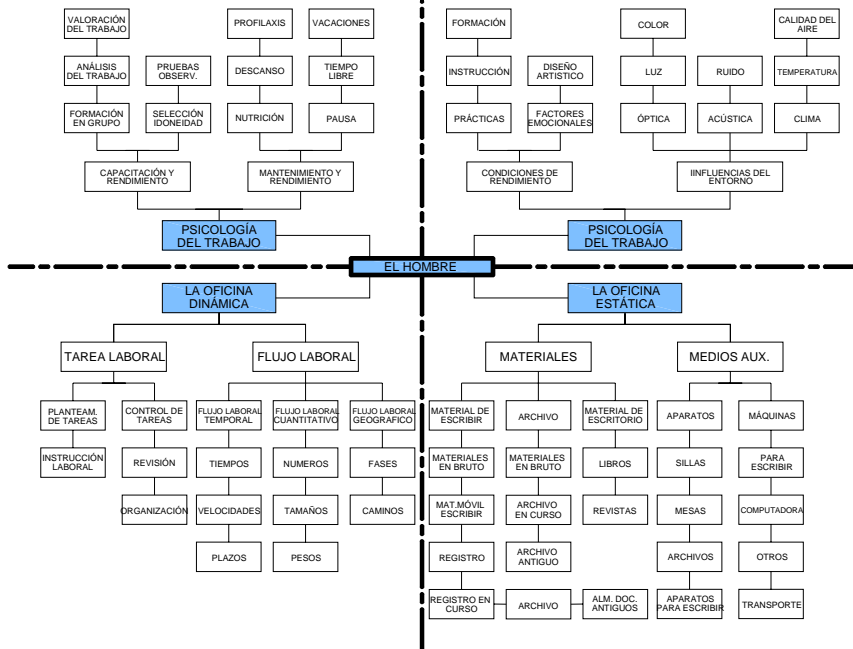 VALORACIÓN
DEL TRABAJO
PROFILAXIS
VACACIONES
ANÁLISIS
DEL TRABAJO
PRUEBAS
OBSERV.
DESCANSO
TIEMPO
LIBRE
FORMACIÓN
EN GRUPO
SELECCIÓN
IDONEIDAD
NUTRICIÓN
PAUSA
CAPACITACIÓN Y
RENDIMIENTO
MANTENIMIENTO Y
RENDIMIENTO
PSICOLOGÍA
DEL TRABAJO
FORMACIÓN
COLOR
CALIDAD DEL
AIRE
INSTRUCCIÓN
DISEÑO
ARTISTICO
LUZ
RUIDO
TEMPERATURA
PRÁCTICAS
FACTORES
EMOCIONALES
ÓPTICA
ACÚSTICA
CLIMA
CONDICIONES
DE RENDIMIENTO
IINFLUENCIAS DEL
ENTORNO
PSICOLOGÍA
DEL TRABAJO
EL HOMBRE
LA OFICINA
DINÁMICA
TAREA LABORAL
FLUJO LABORAL
PLANTEAM.
DE TAREAS
CONTROL DE
TAREAS
FLUJO LABORAL
TEMPORAL
FLUJO LABORAL
CUANTITATIVO
FLUJO LABORAL
GEOGRAFICO
INSTRUCCIÓN
LABORAL
REVISIÓN
TIEMPOS
NUMEROS
FASES
ORGANIZACIÓN
VELOCIDADES
TAMAÑOS
CAMINOS
PLAZOS
PESOS
LA OFICINA
ESTÁTICA
MATERIALES
MEDIOS AUX.
MATERIAL DE
ESCRIBIR
ARCHIVO
MATERIAL DE
ESCRITORIO
APARATOS
MÁQUINAS
MATERIALES
EN BRUTO
MATERIALES
EN BRUTO
LIBROS
SILLAS
PARA
ESCRIBIR
MAT.MÓVIL
ESCRIBIR
ARCHIVO
EN CURSO
REVISTAS
MESAS
COMPUTADORA
REGISTRO
ARCHIVO
ANTIGUO
ARCHIVOS
OTROS
REGISTRO EN
CURSO
ARCHIVO
ALM. DOC.
ANTIGUOS
APARATOS
PARA ESCRIBIR
TRANSPORTE